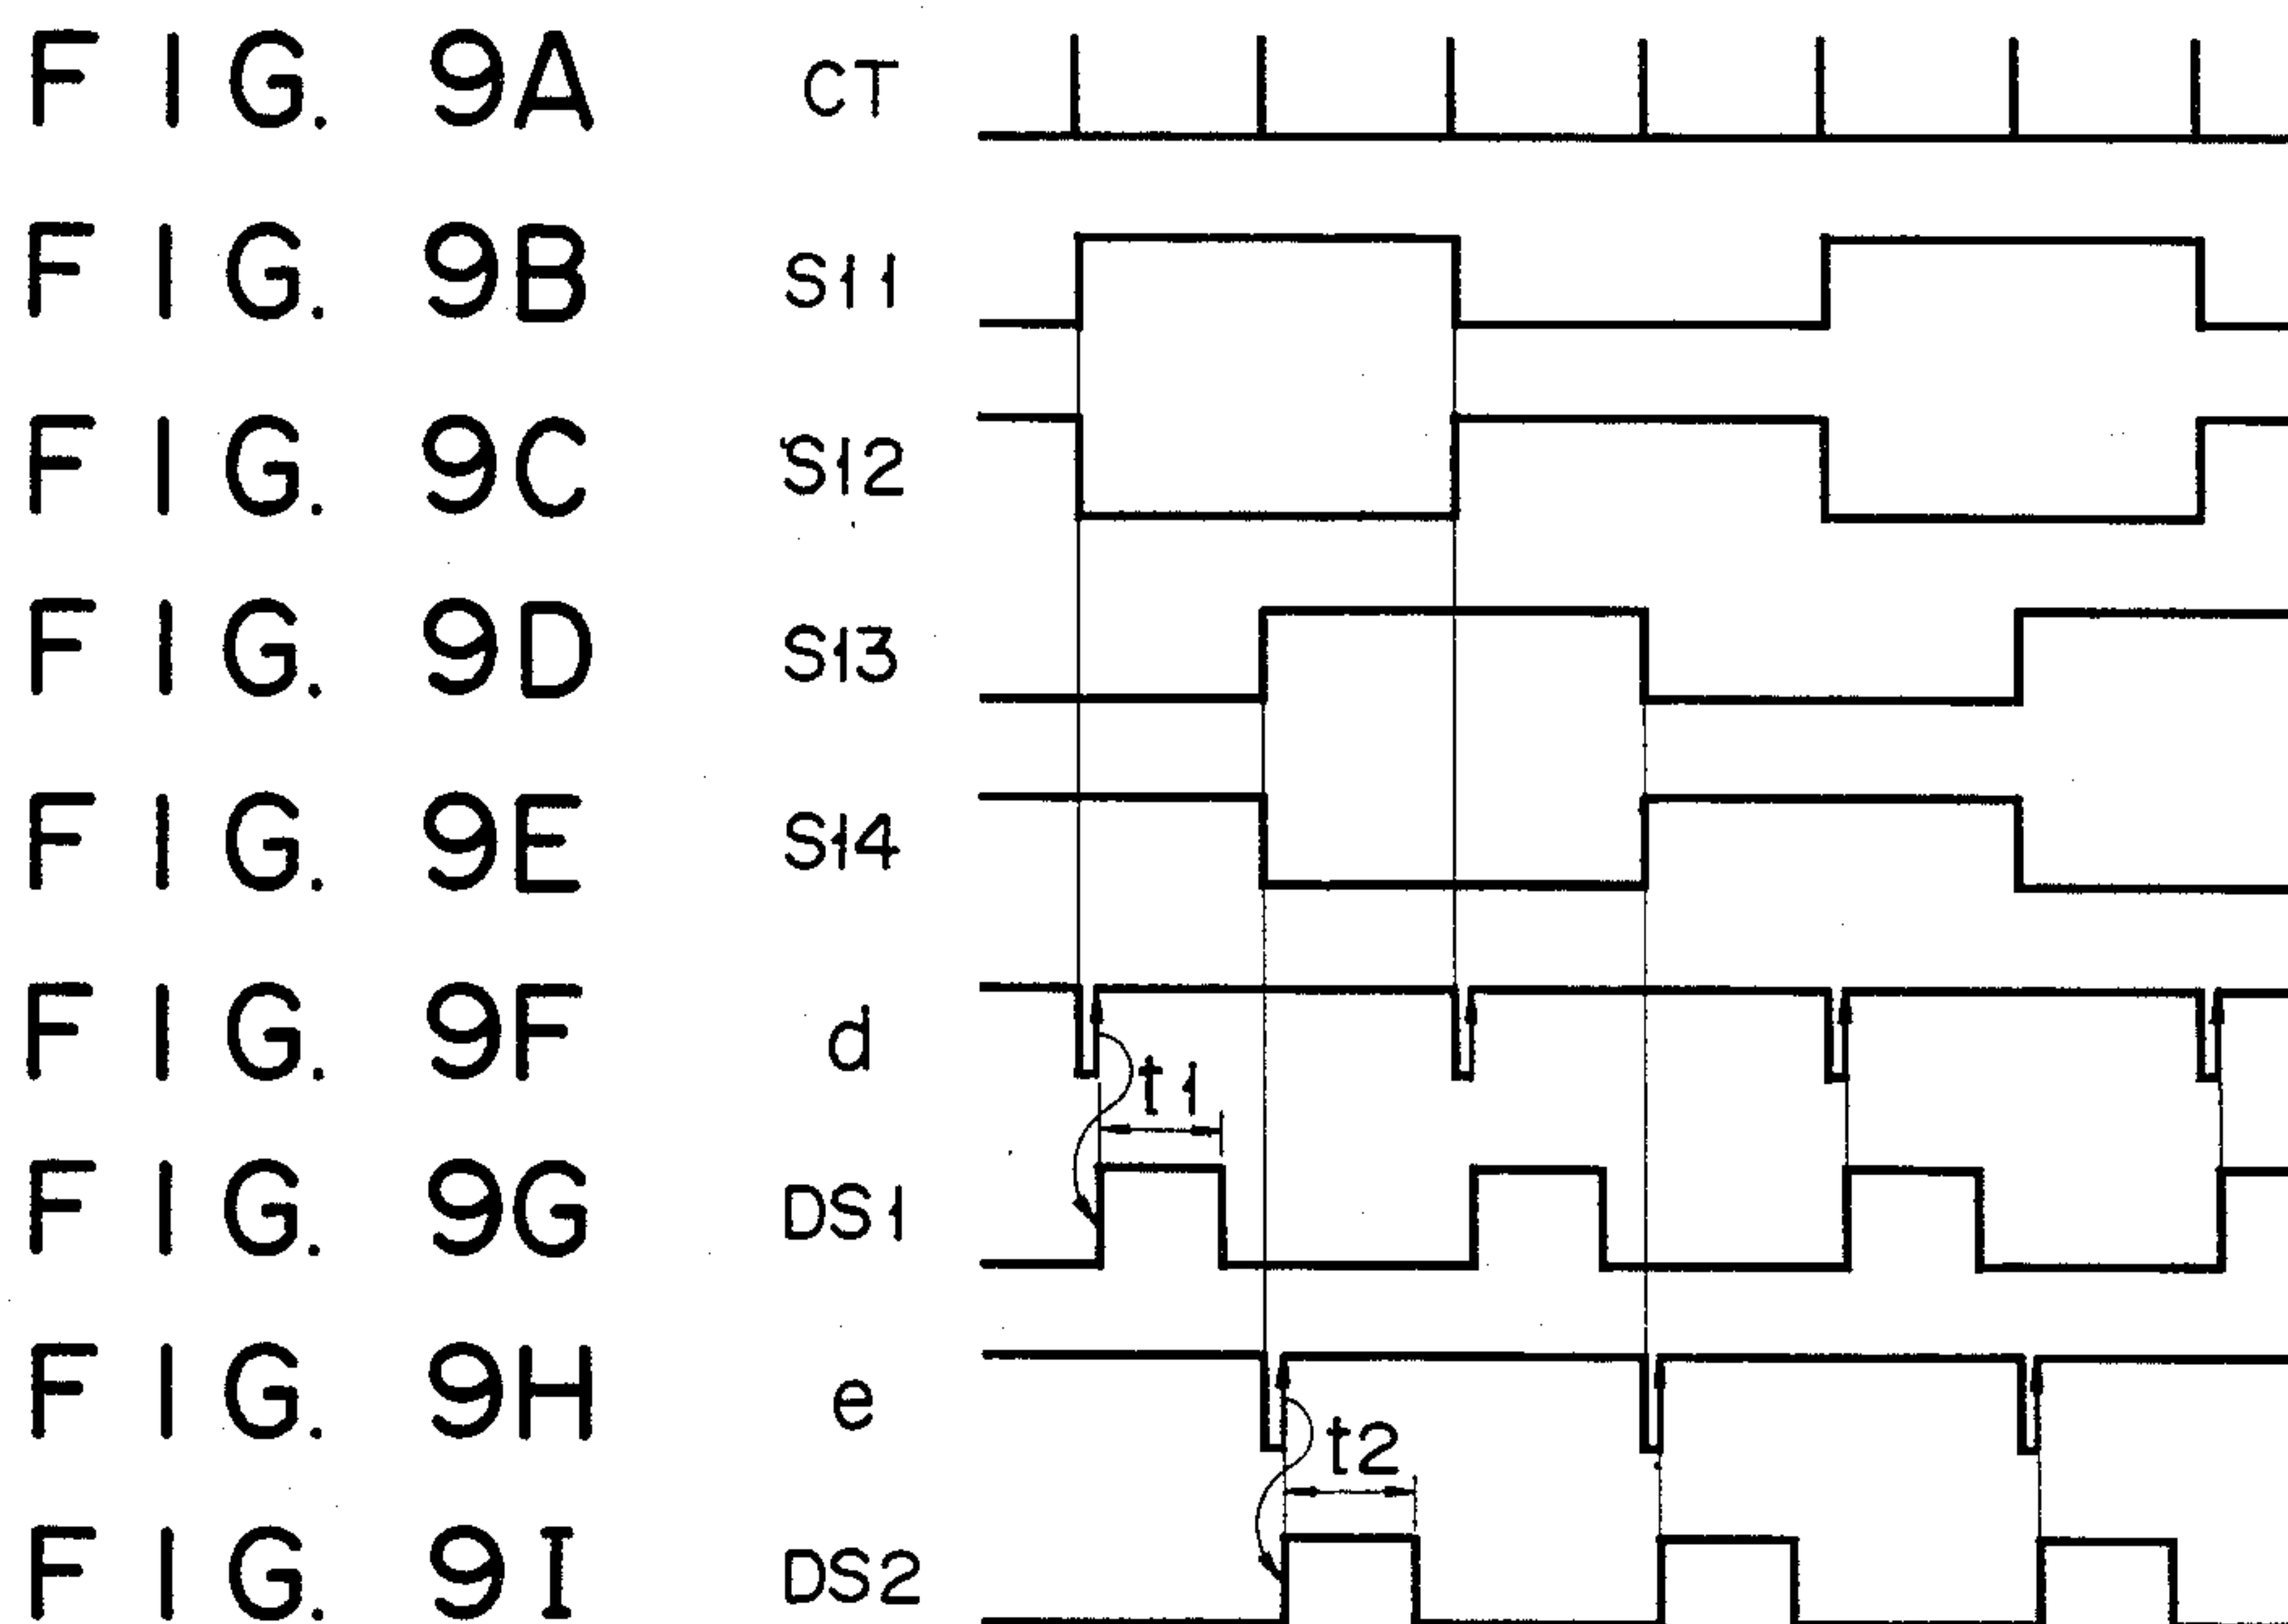 FIG. 9A CT
FIG. 9B S11
FIG. 9C S12
FIG. 9D S13
FIG. 9E S14
FIG. 9F d
t1
FIG. 9G DS1
FIG. 9H e
t2
FIG. 9I DS2